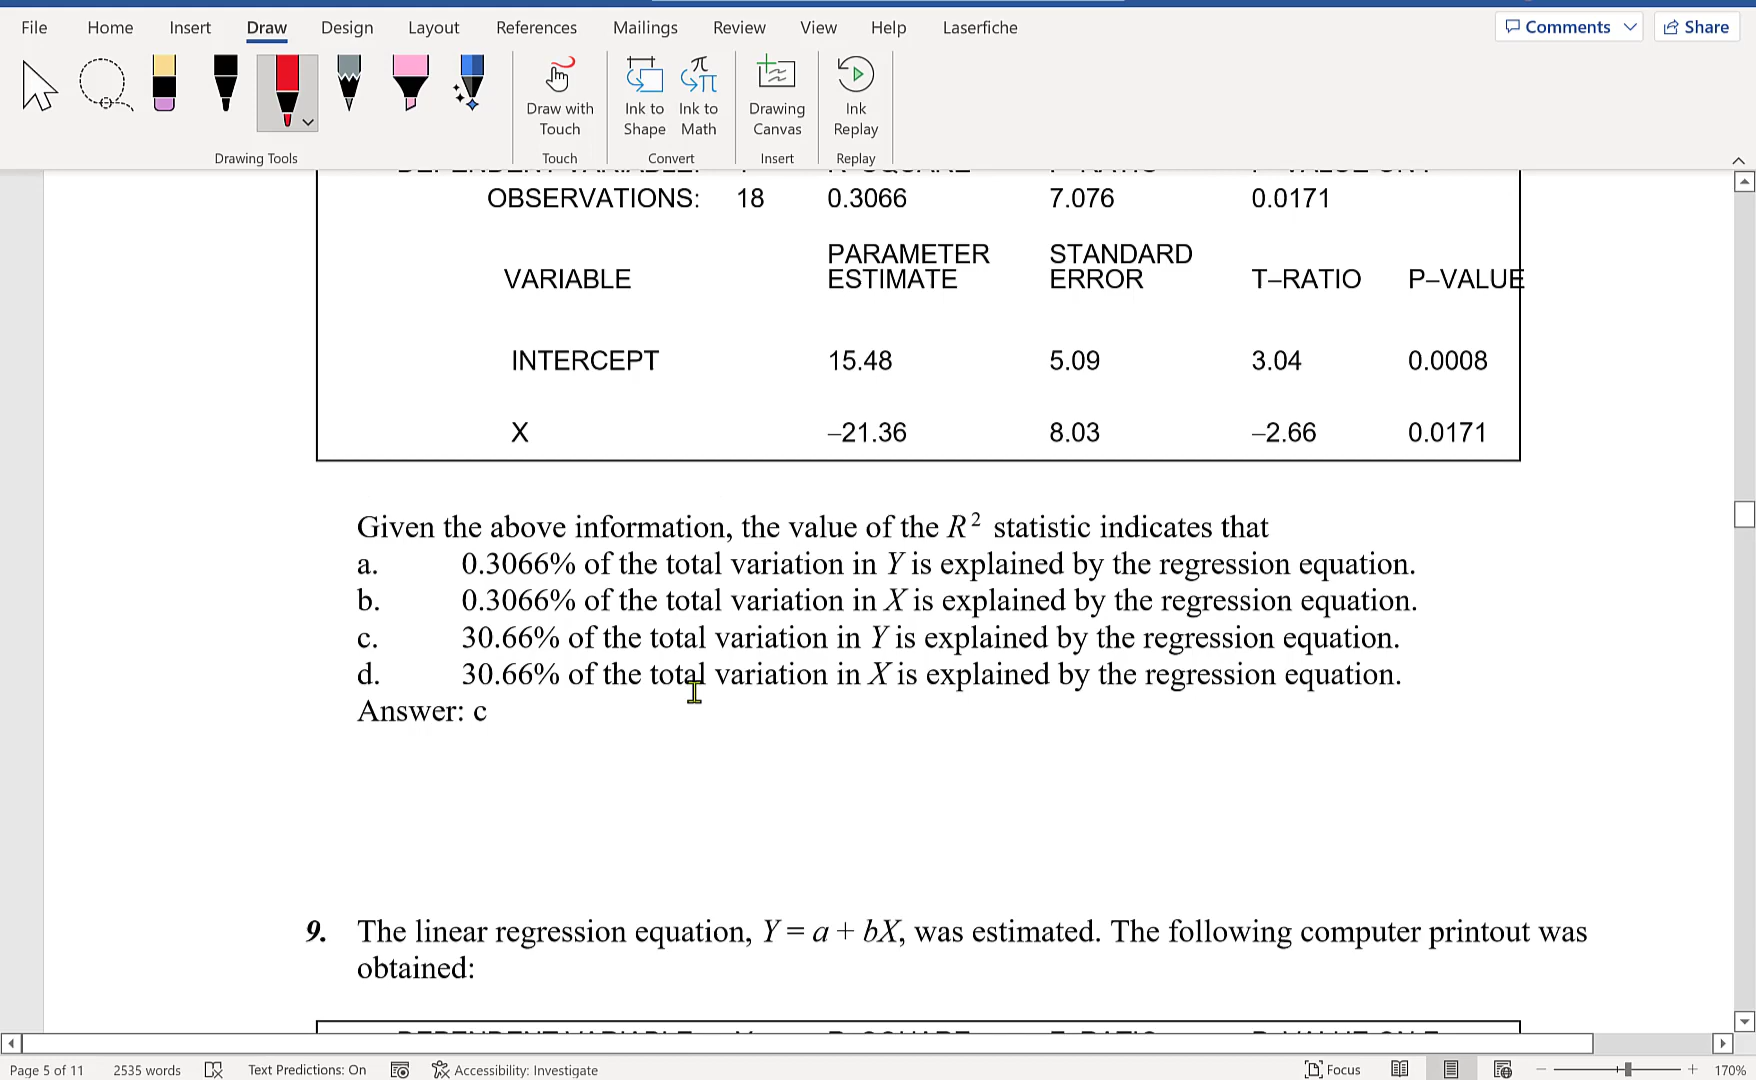 File Home Insert Draw Design Layout References Mailings Review View Help Laserfiche Comments Share
Draw with Touch
Ink to Shape
Ink to Math
Drawing Canvas
Ink Replay
Drawing Tools Touch Convert Insert Replay
OBSERVATIONS: 18 0.3066 7.076 0.0171
PARAMETER STANDARD
VARIABLE ESTIMATE ERROR T–RATIO P–VALUE
INTERCEPT 15.48 5.09 3.04 0.0008
X –21.36 8.03 –2.66 0.0171
Given the above information, the value of the R² statistic indicates that
a. 0.3066% of the total variation in Y is explained by the regression equation.
b. 0.3066% of the total variation in X is explained by the regression equation.
c. 30.66% of the total variation in Y is explained by the regression equation.
d. 30.66% of the total variation in X is explained by the regression equation.
Answer: c
9. The linear regression equation, Y = a + bX, was estimated. The following computer printout was
obtained:
Page 5 of 11 2535 words Text Predictions: On Accessibility: Investigate Focus 170%